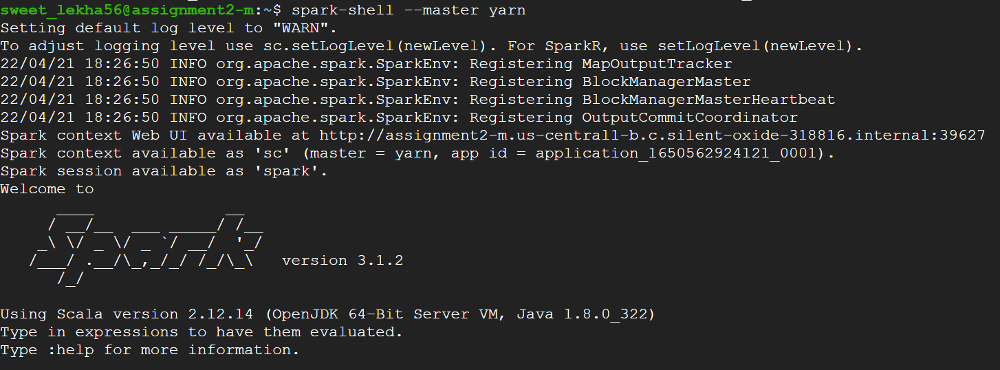 sweet_lekha56@assignment2-m:~$ spark-shell --master yarn
Setting default log level to "WARN".
To adjust logging level use sc.setLogLevel(newLevel). For SparkR, use setLogLevel(newLevel).
22/04/21 18:26:50 INFO org.apache.spark.SparkEnv: Registering MapOutputTracker
22/04/21 18:26:50 INFO org.apache.spark.SparkEnv: Registering BlockManagerMaster
22/04/21 18:26:50 INFO org.apache.spark.SparkEnv: Registering BlockManagerMasterHeartbeat
22/04/21 18:26:50 INFO org.apache.spark.SparkEnv: Registering OutputCommitCoordinator
Spark context Web UI available at http://assignment2-m.us-central1-b.c.silent-oxide-318816.internal:39627
Spark context available as 'sc' (master = yarn, app id = application_1650562924121_0001).
Spark session available as 'spark'.
Welcome to
      ____              __
     / __/__  ___ _____/ /__
    _\ \/ _ \/ _ `/ __/  '_/
   /___/ .__/\_,_/_/ /_/\_\   version 3.1.2
      /_/
Using Scala version 2.12.14 (OpenJDK 64-Bit Server VM, Java 1.8.0_322)
Type in expressions to have them evaluated.
Type :help for more information.